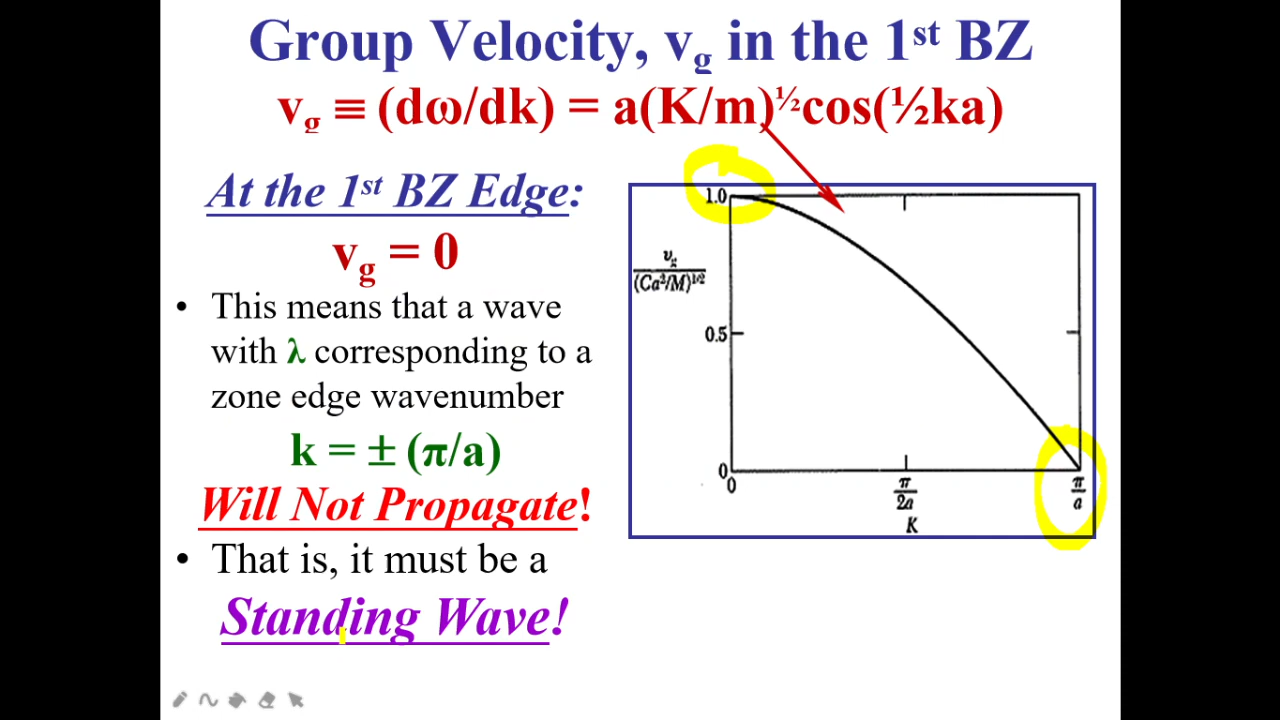 Group Velocity, vg in the 1st BZ
vg ≡ (dω/dk) = a(K/m)½cos(½ka)
At the 1st BZ Edge:
vg = 0
• This means that a wave
with λ corresponding to a
zone edge wavenumber
k = ± (π/a)
Will Not Propagate!
• That is, it must be a
Standing Wave!
1.0
vg
(Ca²/M)1/2
0.5
0
0
π
2a
π
a
K